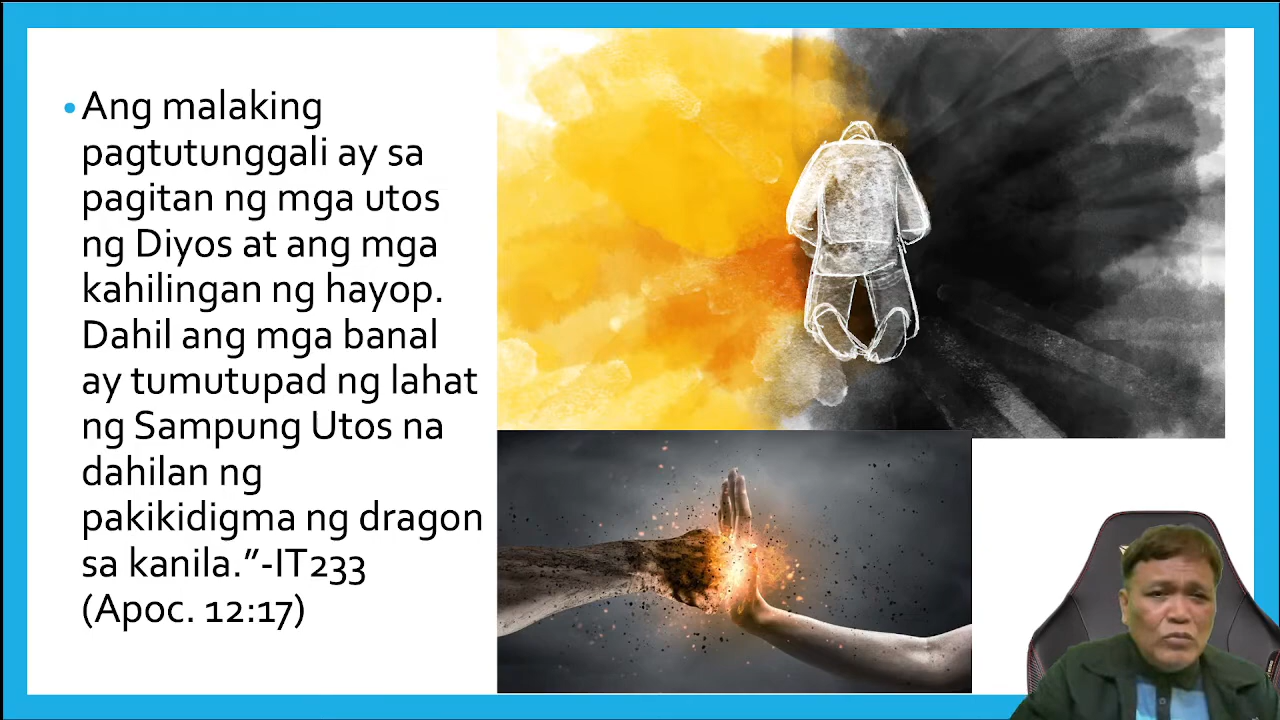 Ang malaking
pagtutunggali ay sa
pagitan ng mga utos
ng Diyos at ang mga
kahilingan ng hayop.
Dahil ang mga banal
ay tumutupad ng lahat
ng Sampung Utos na
dahilan ng
pakikidigma ng dragon
sa kanila.”-IT233
(Apoc. 12:17)